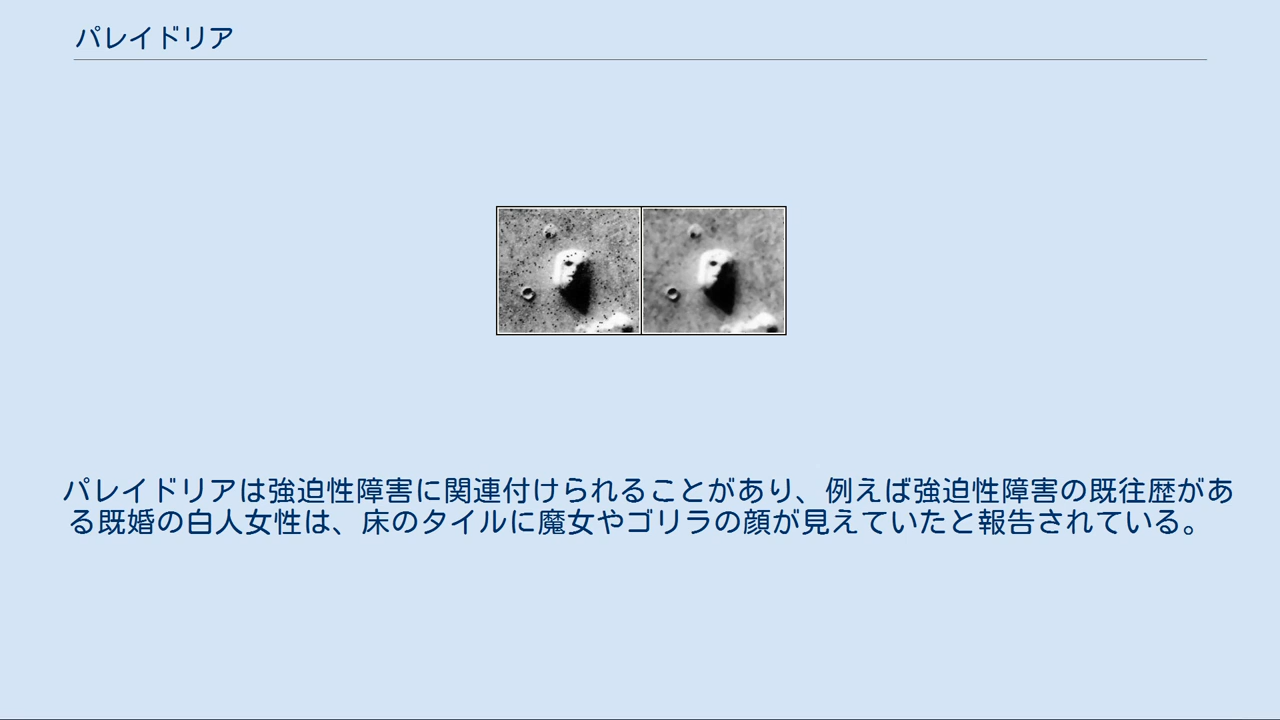 パレイドリア
パレイドリアは強迫性障害に関連付けられることがあり、例えば強迫性障害の既往歴があ
る既婚の白人女性は、床のタイルに魔女やゴリラの顔が見えていたと報告されている。